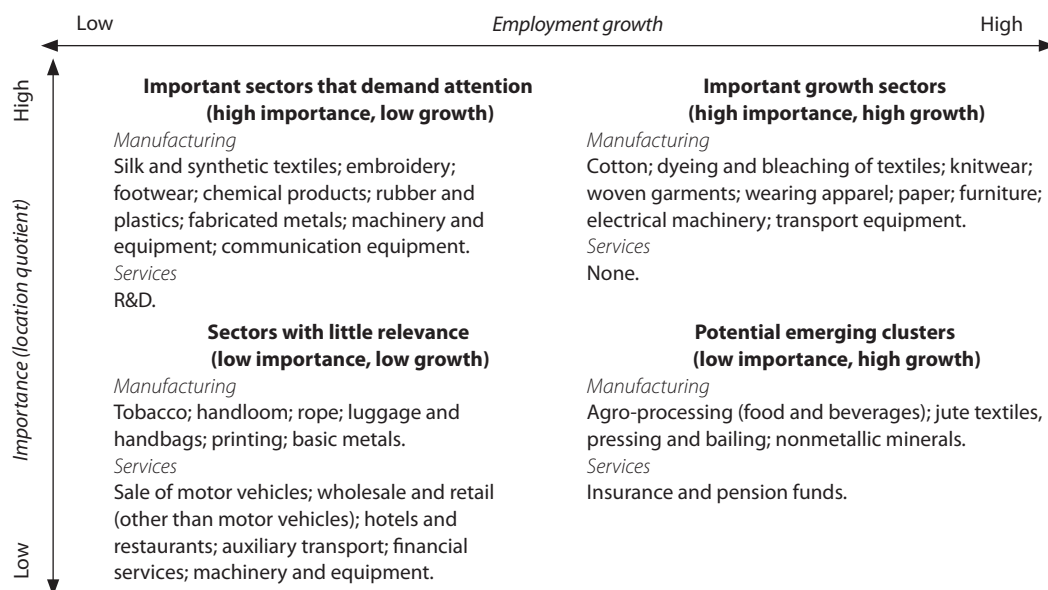 Low
Employment growth
High
High
Importance (location quotient)
Low
Important sectors that demand attention
(high importance, low growth)
Manufacturing
Silk and synthetic textiles; embroidery;
footwear; chemical products; rubber and
plastics; fabricated metals; machinery and
equipment; communication equipment.
Services
R&D.
Important growth sectors
(high importance, high growth)
Manufacturing
Cotton; dyeing and bleaching of textiles; knitwear;
woven garments; wearing apparel; paper; furniture;
electrical machinery; transport equipment.
Services
None.
Sectors with little relevance
(low importance, low growth)
Manufacturing
Tobacco; handloom; rope; luggage and
handbags; printing; basic metals.
Services
Sale of motor vehicles; wholesale and retail
(other than motor vehicles); hotels and
restaurants; auxiliary transport; financial
services; machinery and equipment.
Potential emerging clusters
(low importance, high growth)
Manufacturing
Agro-processing (food and beverages); jute textiles,
pressing and bailing; nonmetallic minerals.
Services
Insurance and pension funds.